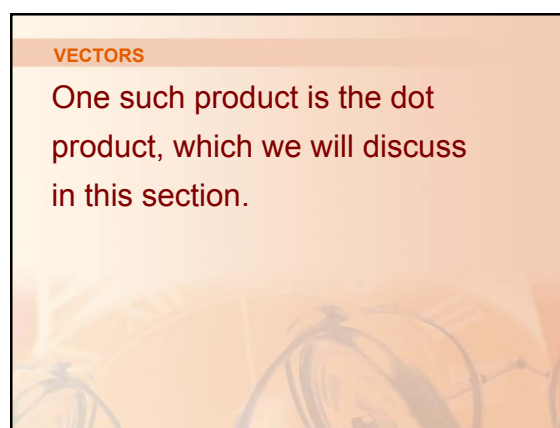 VECTORS
One such product is the dot
product, which we will discuss
in this section.